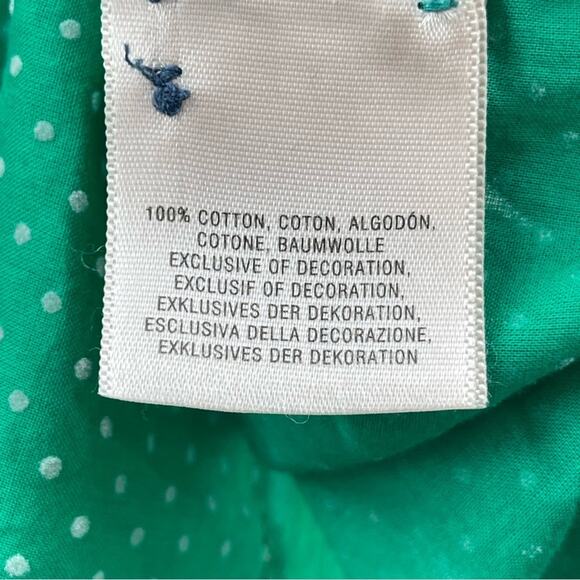 100% COTTON, COTON, ALGODÓN,
COTONE, BAUMWOLLE
EXCLUSIVE OF DECORATION,
EXCLUSIF OF DECORATION,
EXKLUSIVES DER DEKORATION,
ESCLUSIVA DELLA DECORAZIONE,
EXKLUSIVES DER DEKORATION